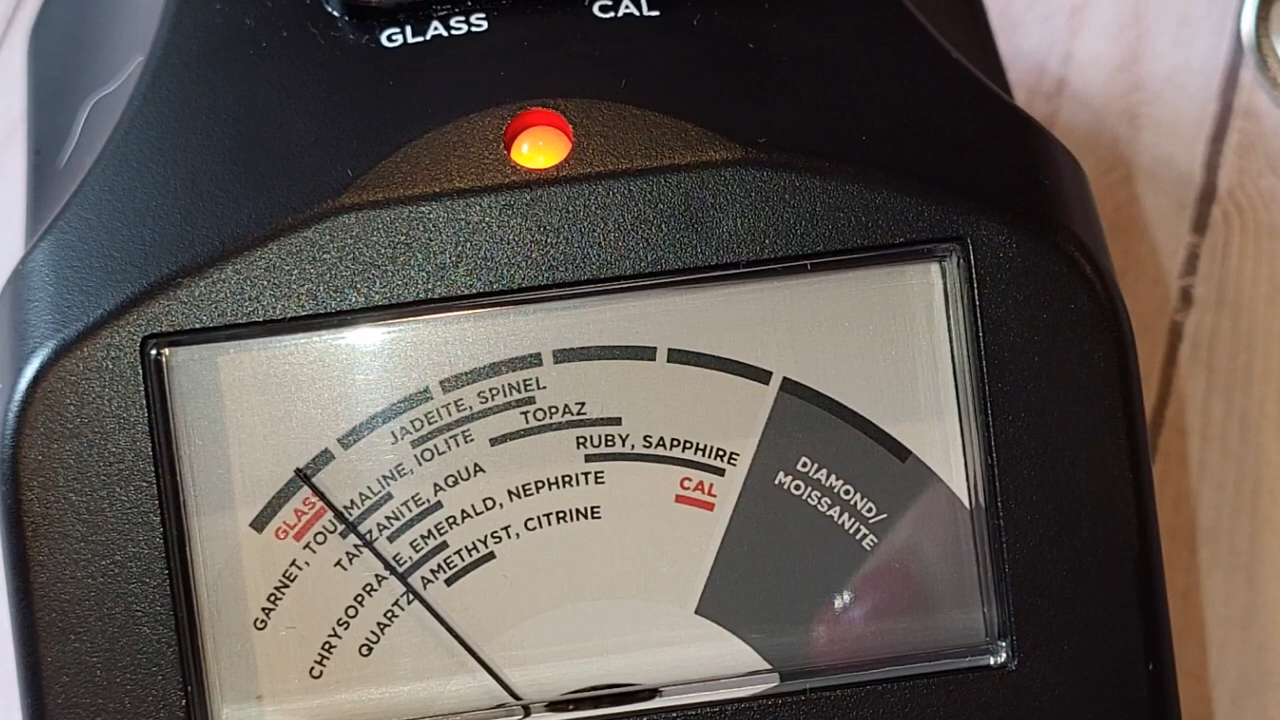 GLASS
CAL
JADEITE, SPINEL
TOPAZ
RUBY, SAPPHIRE
CAL
DIAMOND/
MOISSANITE
GLASS
GARNET, TOURMALINE, IOLITE
TANZANITE, AQUA
CHRYSOPRASE, EMERALD, NEPHRITE
QUARTZ, AMETHYST, CITRINE